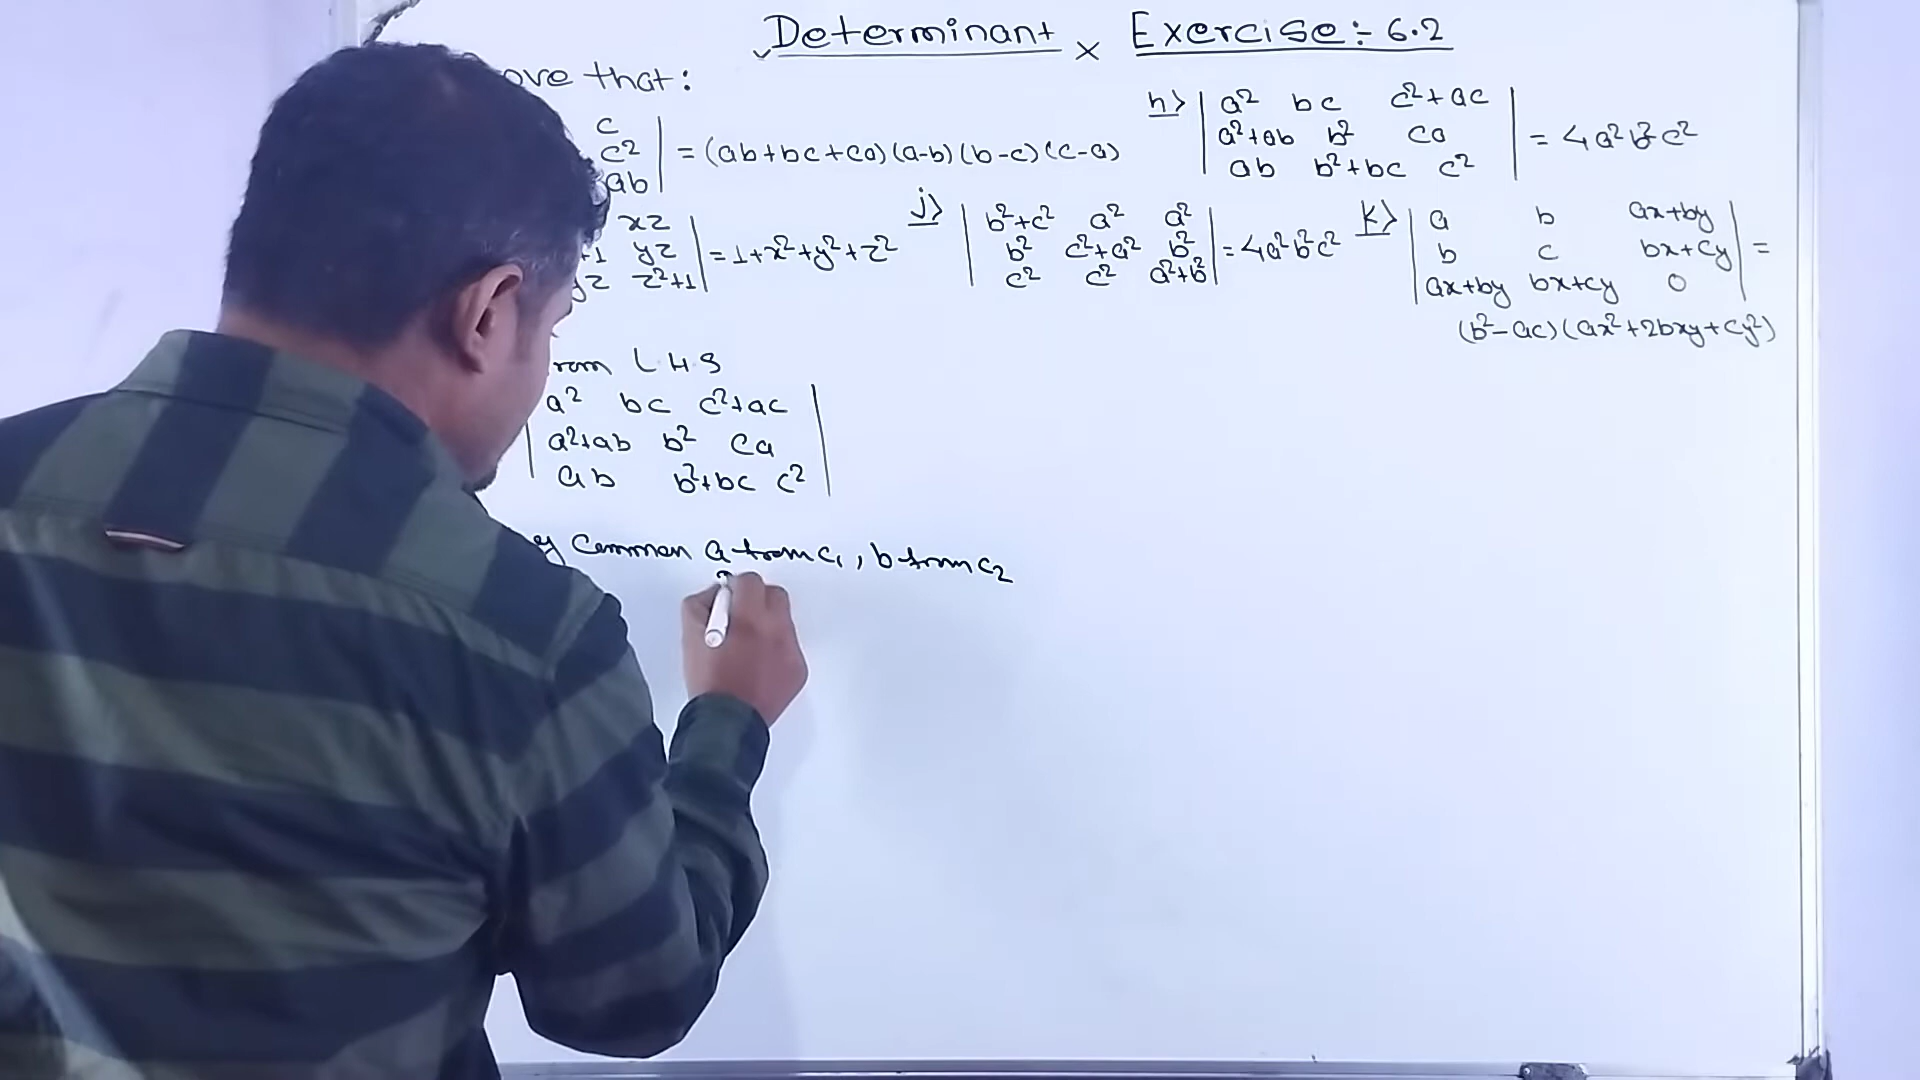 Determinant × Exercise:- 6.2
ove that:
c
c²
ab
= (ab+bc+ca)(a-b)(b-c)(c-a)
h> | a² bc c²+ac
a²+ab b² ca
ab b²+bc c² | = 4a²b²c²
xz
+1 yz
yz z²+1 | = 1+x²+y²+z²
j> | b²+c² a² a²
b² c²+a² b²
c² c² a²+b² | = 4a²b²c²
k> | a b ax+by
b c bx+cy
ax+by bx+cy 0 | =
(b²-ac)(ax²+2bxy+cy²)
rom L.H.S
a² bc c²+ac
a²+ab b² ca
ab b²+bc c² |
g common a from c₁, b from c₂